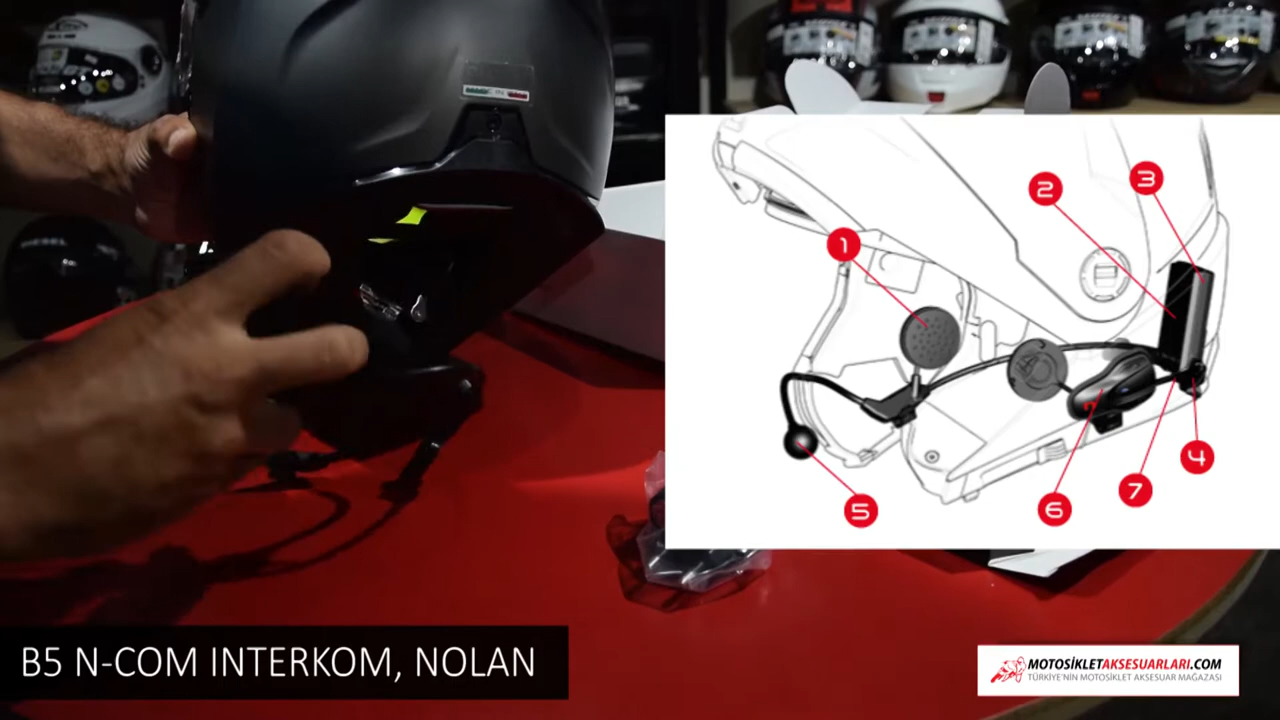 DIESEL
1
2
3
4
5
6
7
B5 N-COM INTERKOM, NOLAN
MOTOSİKLETAKSESUARLARI.COM
TÜRKİYE'NİN MOTOSİKLET AKSESUAR MAĞAZASI